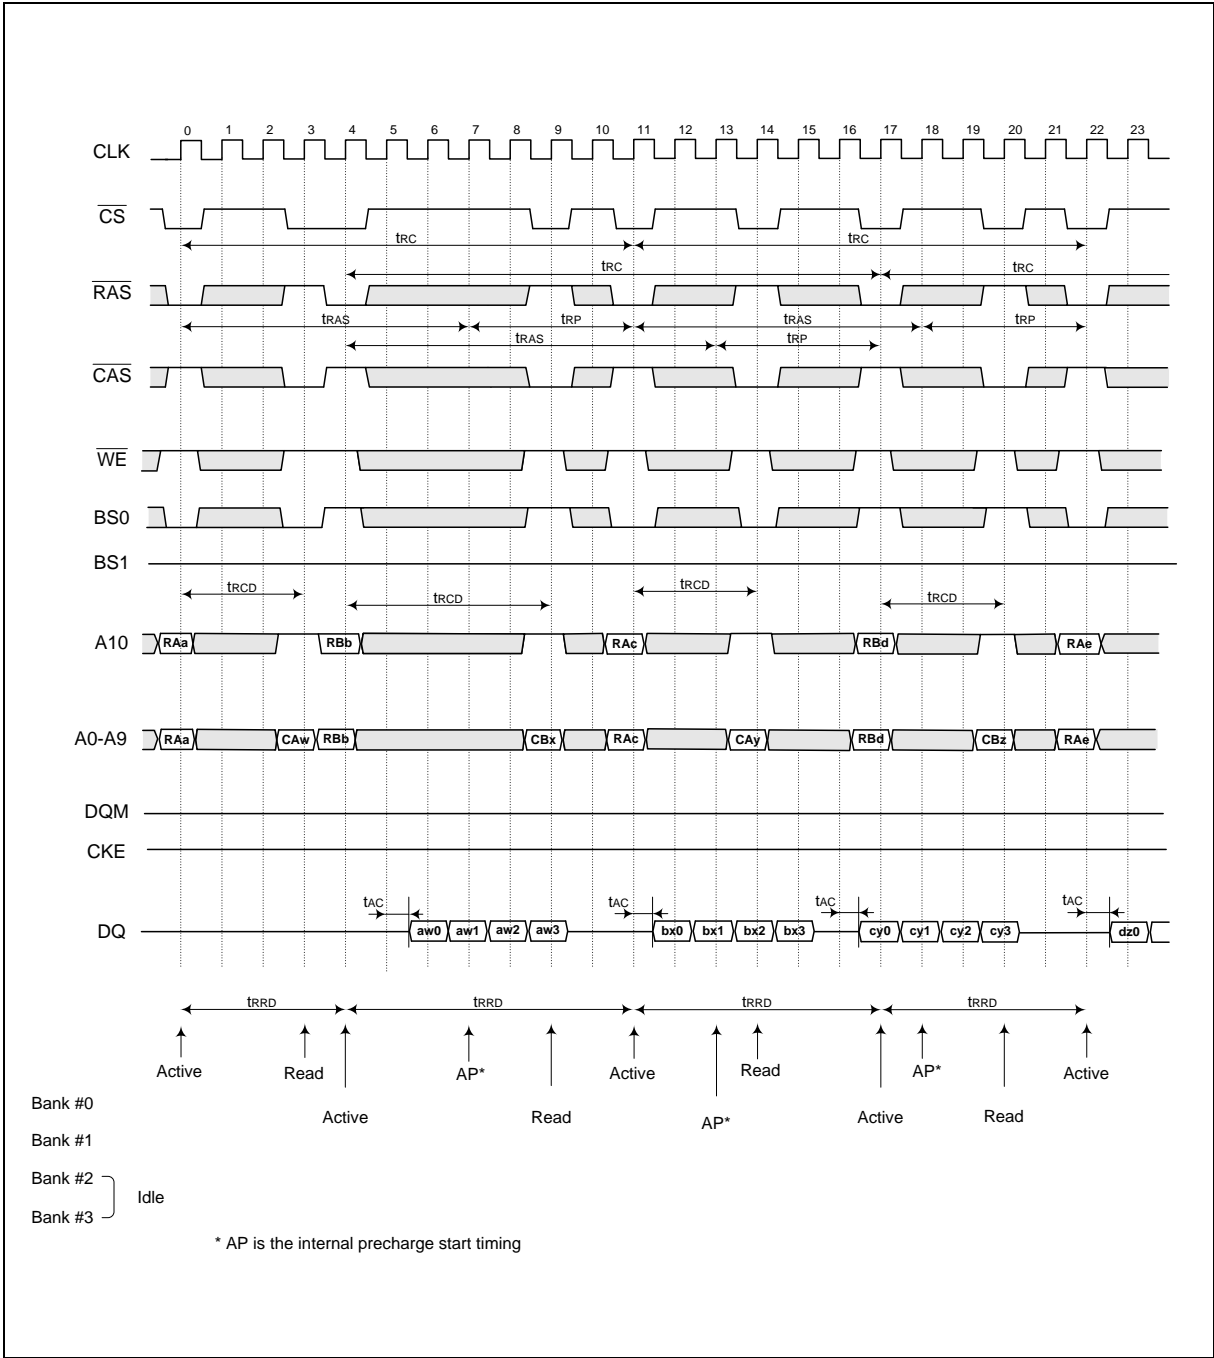 0 1 2 3 4 5 6 7 8 9 10 11 12 13 14 15 16 17 18 19 20 21 22 23
CLK
CS
tRC tRC
tRC tRC
RAS
tRAS tRP tRAS tRP
tRAS tRP
CAS
WE
BS0
BS1
tRCD tRCD tRCD tRCD
A10 RAa RBb RAc RBd RAe
A0-A9 RAa CAw RBb CBx RAc CAy RBd CBz RAe
DQM
CKE
tAC tAC tAC tAC
DQ aw0 aw1 aw2 aw3 bx0 bx1 bx2 bx3 cy0 cy1 cy2 cy3 dz0
tRRD tRRD tRRD tRRD
Active Read AP* Active Read AP* Active
Bank #0
Active Read AP* Active Read
Bank #1
Bank #2
Idle
Bank #3
* AP is the internal precharge start timing